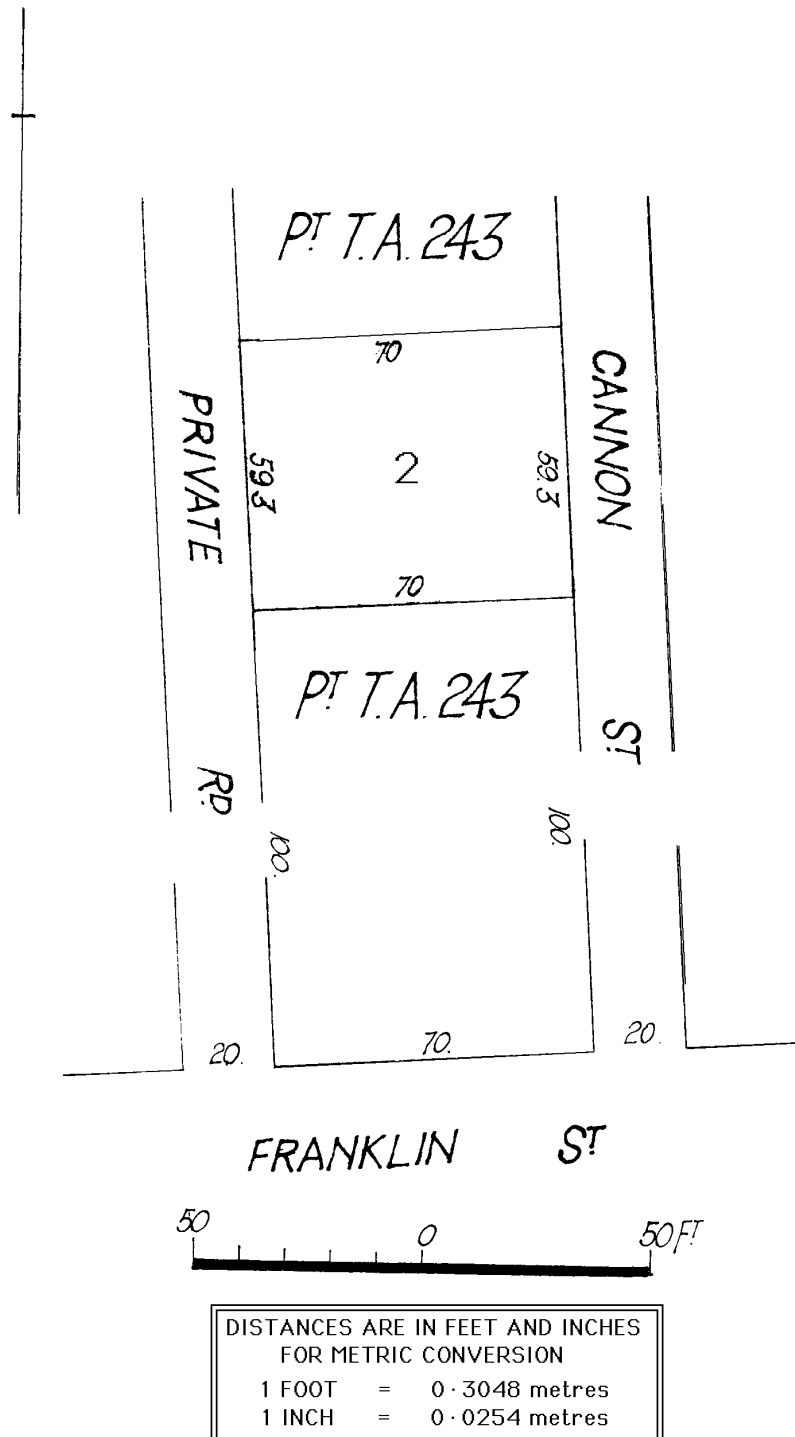 PT T.A. 243
70
PRIVATE
CANNON
59.3
2
59.3
70
PT T.A. 243
ST
RD
100.
100.
20.
70.
20.
FRANKLIN ST
50 0 50 FT
DISTANCES ARE IN FEET AND INCHES
FOR METRIC CONVERSION
1 FOOT = 0·3048 metres
1 INCH = 0·0254 metres